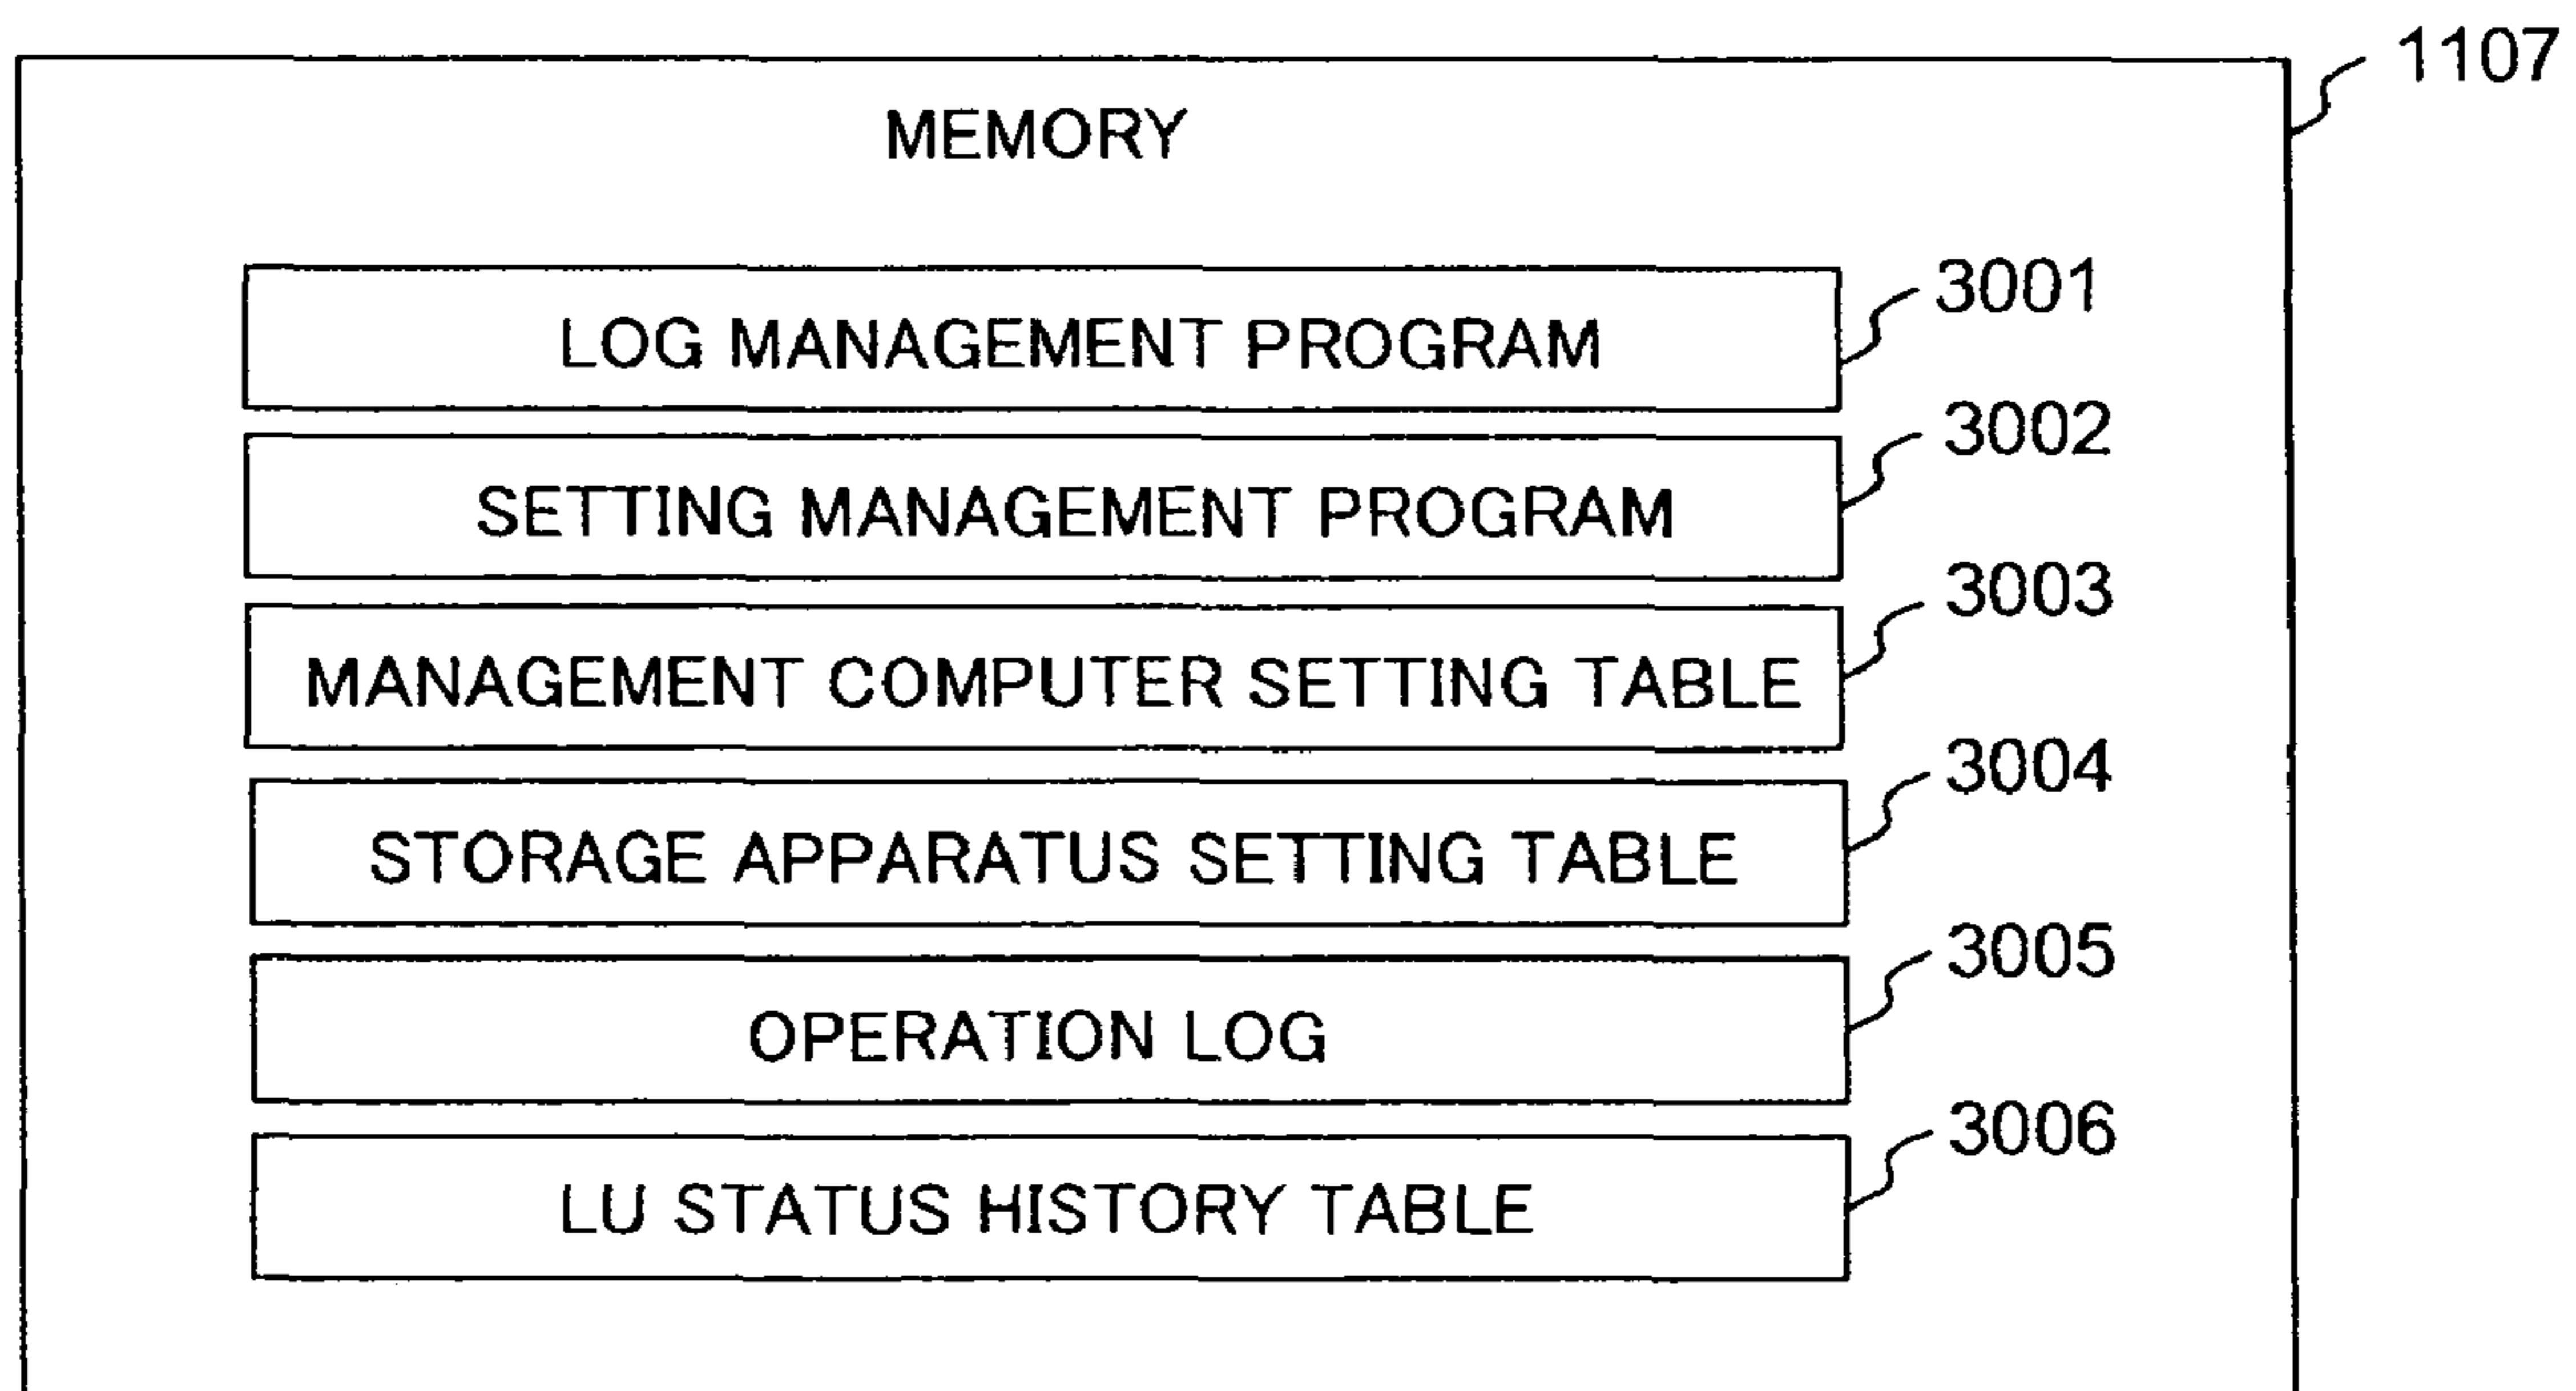 1107
MEMORY
3001
LOG MANAGEMENT PROGRAM
3002
SETTING MANAGEMENT PROGRAM
3003
MANAGEMENT COMPUTER SETTING TABLE
3004
STORAGE APPARATUS SETTING TABLE
3005
OPERATION LOG
3006
LU STATUS HISTORY TABLE